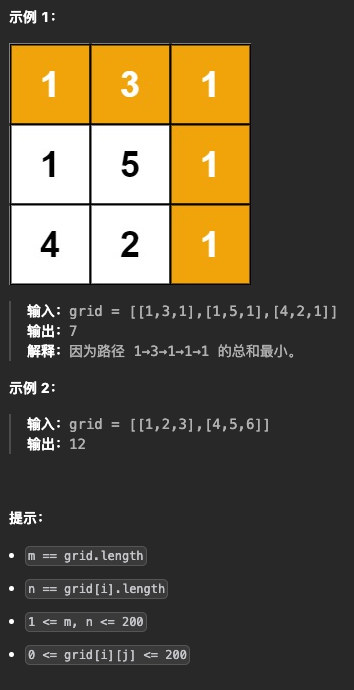 示例 1：
1 3 1
1 5 1
4 2 1
输入：grid = [[1,3,1],[1,5,1],[4,2,1]]
输出：7
解释：因为路径 1→3→1→1→1 的总和最小。
示例 2：
输入：grid = [[1,2,3],[4,5,6]]
输出：12
提示：
m == grid.length
n == grid[i].length
1 <= m, n <= 200
0 <= grid[i][j] <= 200